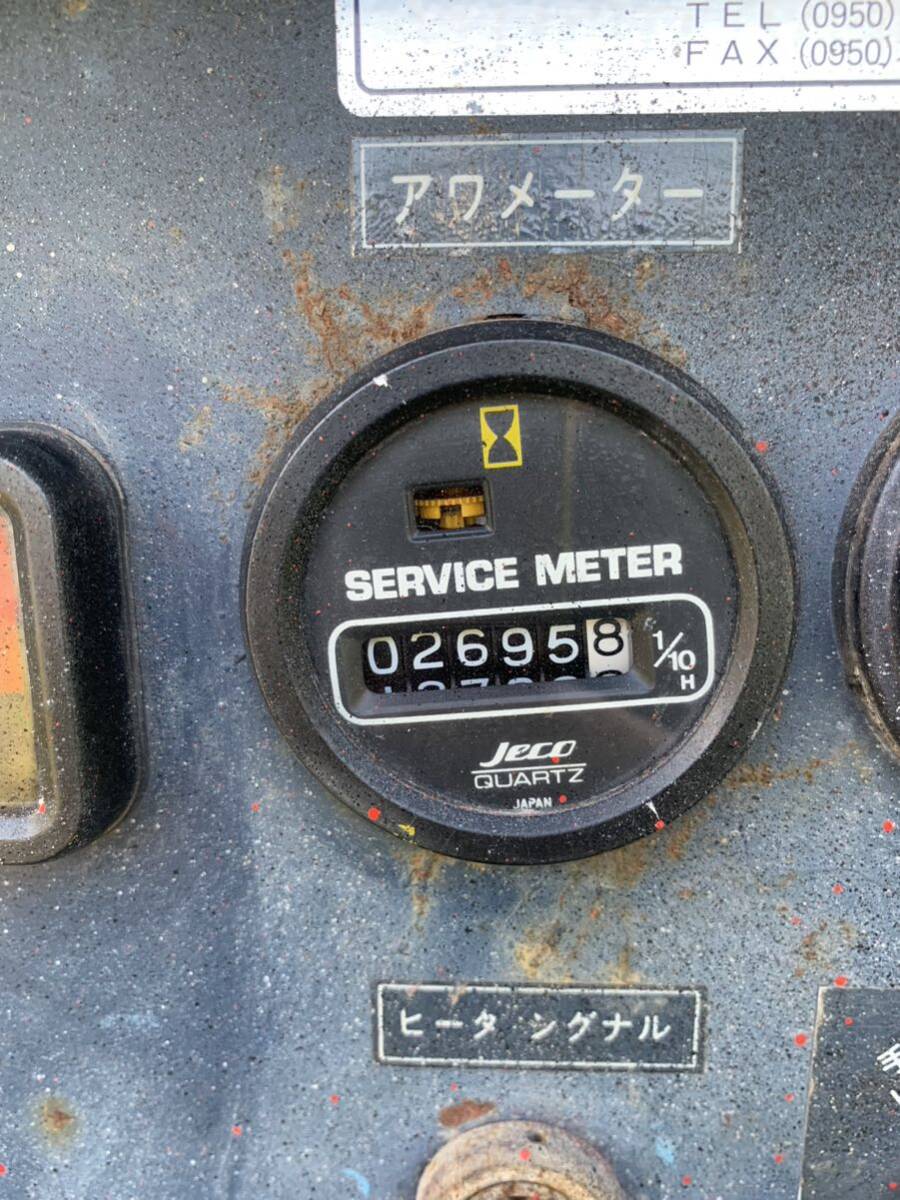 TEL (0950)
FAX (0950)
アワメーター
SERVICE METER
026958 1/10
H
Jeco
QUARTZ
JAPAN
ヒータ シグナル